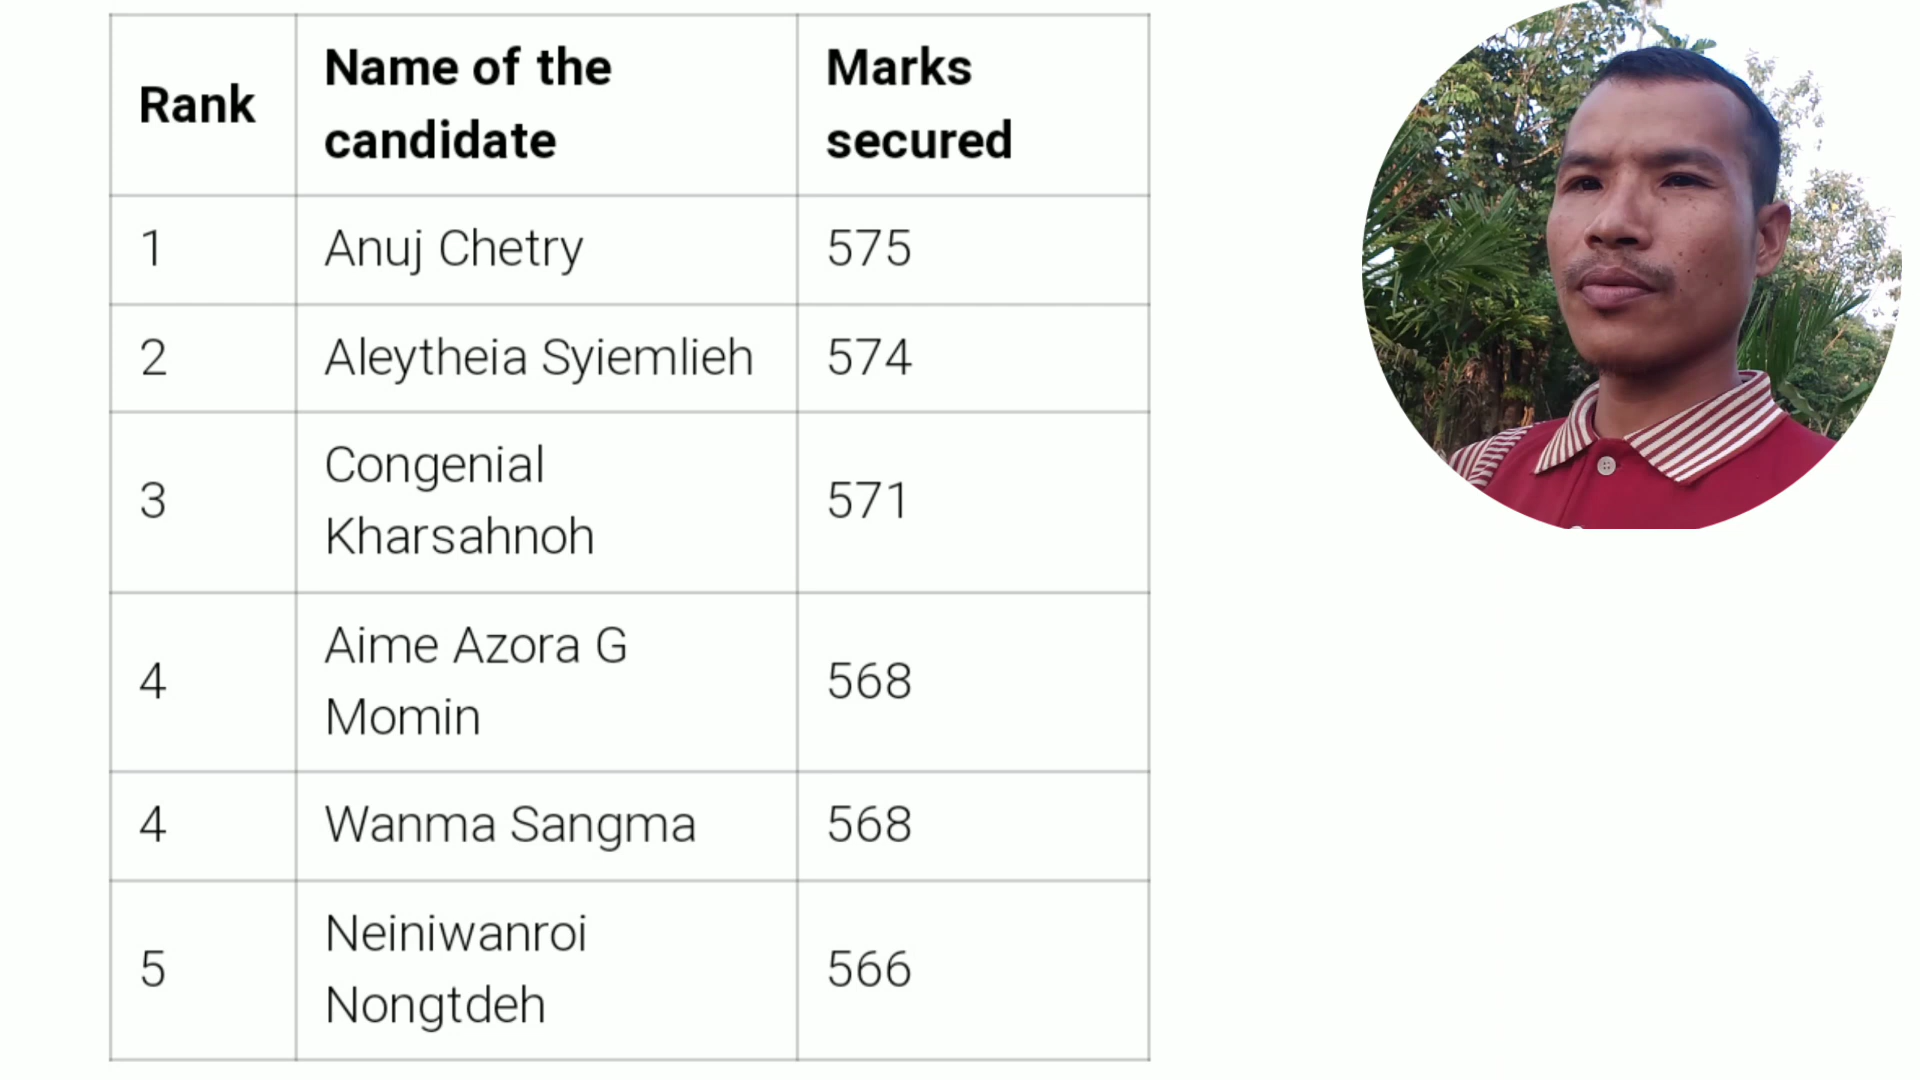 Rank
Name of the
candidate
Marks
secured
1
Anuj Chetry
575
2
Aleytheia Syiemlieh
574
3
Congenial
Kharsahnoh
571
4
Aime Azora G
Momin
568
4
Wanma Sangma
568
5
Neiniwanroi
Nongtdeh
566